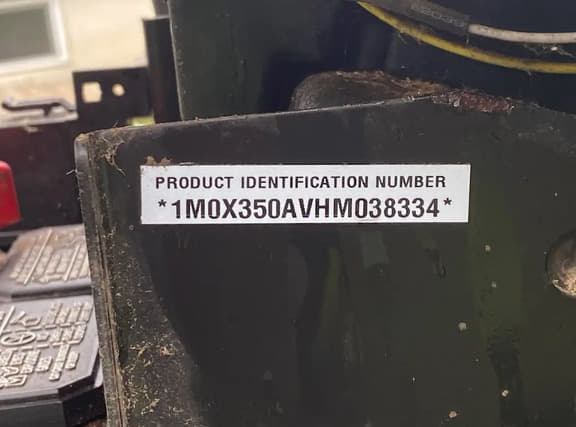 PRODUCT IDENTIFICATION NUMBER
*1M0X350AVHM038334*